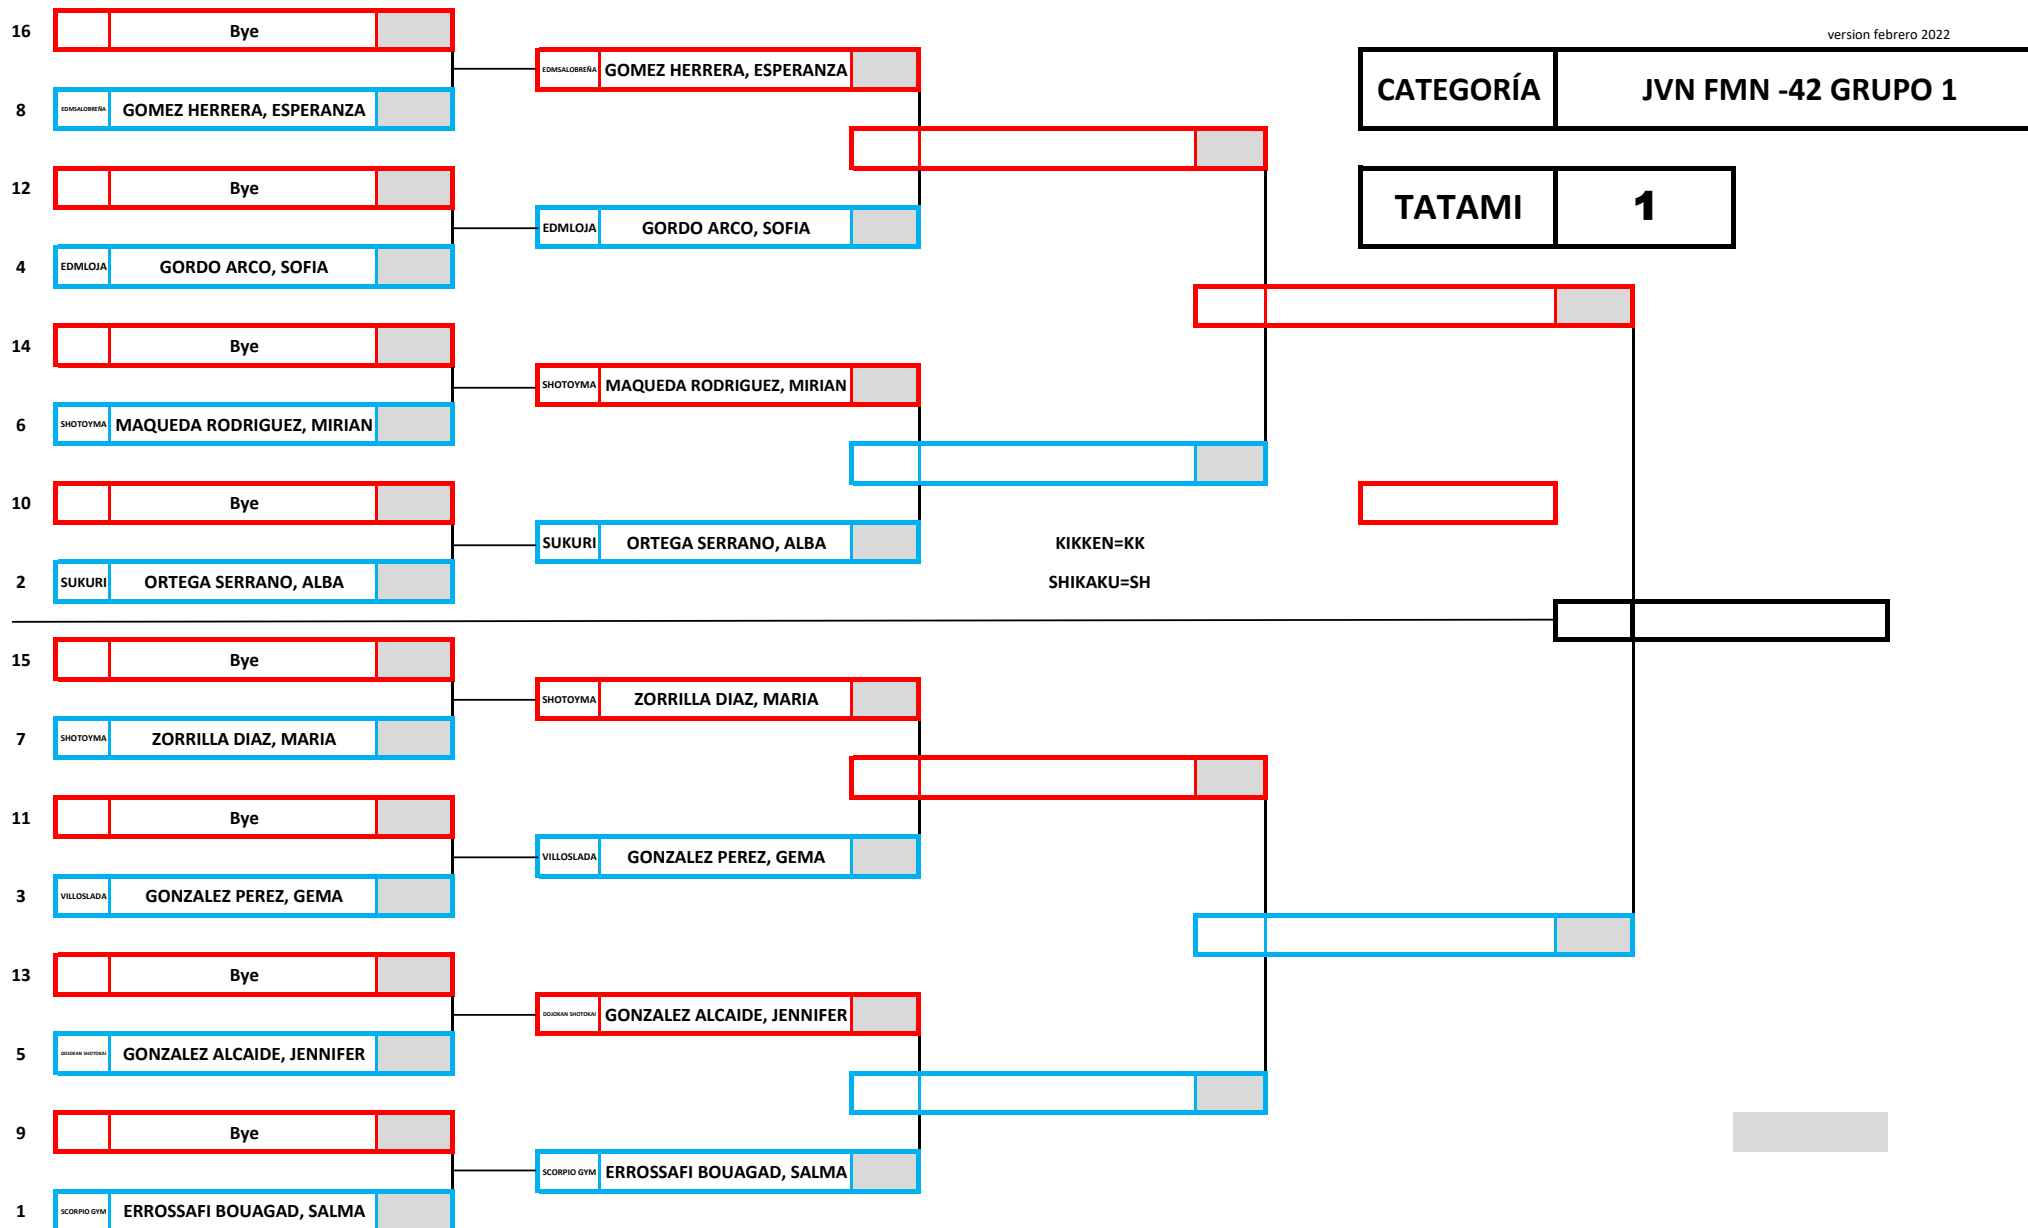 version febrero 2022
CATEGORÍA JVN FMN -42 GRUPO 1
TATAMI 1
16 Bye
EDMSALOBREÑA GOMEZ HERRERA, ESPERANZA
8 EDMSALOBREÑA GOMEZ HERRERA, ESPERANZA
12 Bye
EDMLOJA GORDO ARCO, SOFIA
4 EDMLOJA GORDO ARCO, SOFIA
14 Bye
SHOTOYMA MAQUEDA RODRIGUEZ, MIRIAN
6 SHOTOYMA MAQUEDA RODRIGUEZ, MIRIAN
10 Bye
SUKURI ORTEGA SERRANO, ALBA
KIKKEN=KK
2 SUKURI ORTEGA SERRANO, ALBA
SHIKAKU=SH
15 Bye
SHOTOYMA ZORRILLA DIAZ, MARIA
7 SHOTOYMA ZORRILLA DIAZ, MARIA
11 Bye
VILLOSLADA GONZALEZ PEREZ, GEMA
3 VILLOSLADA GONZALEZ PEREZ, GEMA
13 Bye
DOJOKAN SHOTOKAI GONZALEZ ALCAIDE, JENNIFER
5 DOJOKAN SHOTOKAI GONZALEZ ALCAIDE, JENNIFER
9 Bye
SCORPIO GYM ERROSSAFI BOUAGAD, SALMA
1 SCORPIO GYM ERROSSAFI BOUAGAD, SALMA